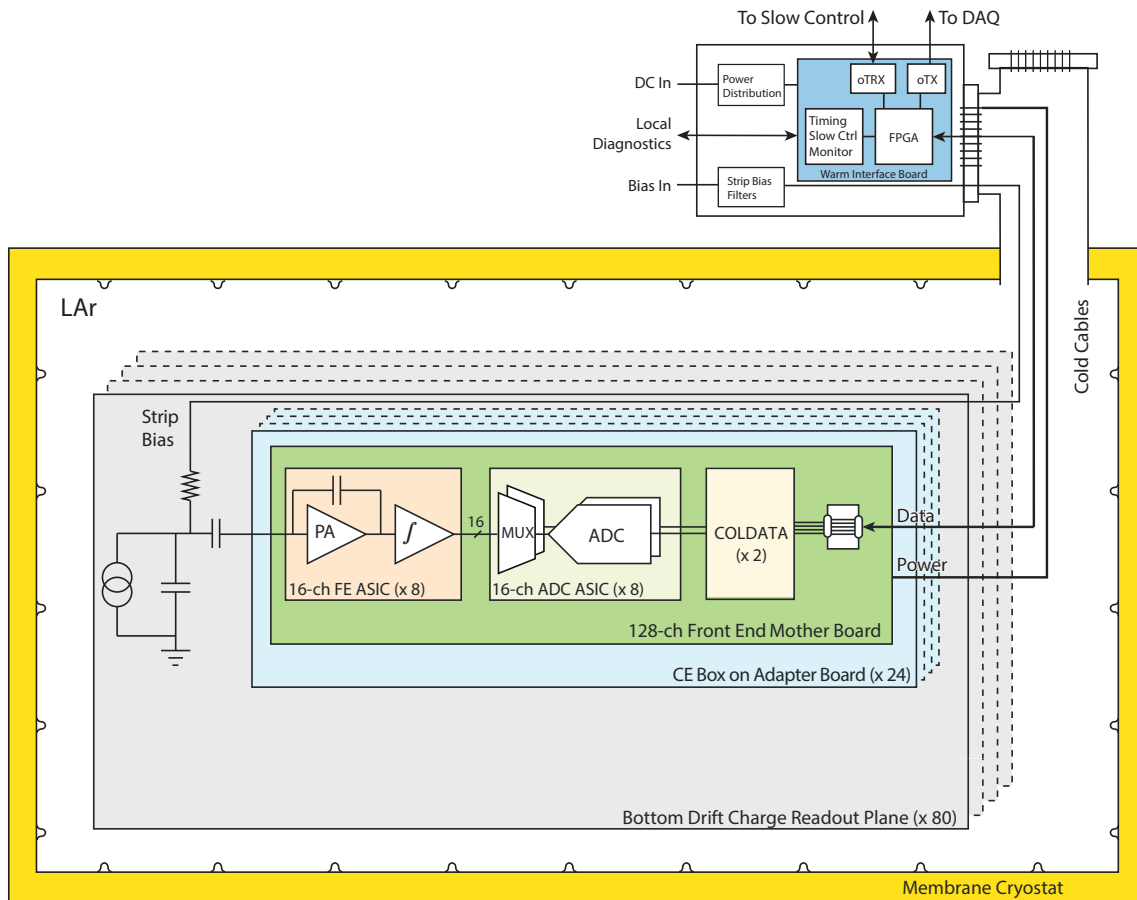 To Slow Control
To DAQ
DC In
Power
Distribution
oTRX
oTX
Local
Diagnostics
Timing
Slow Ctrl
Monitor
FPGA
Warm Interface Board
Bias In
Strip Bias
Filters
LAr
Cold Cables
Strip
Bias
PA
∫
16
MUX
ADC
COLDATA
(x 2)
Data
Power
16-ch FE ASIC (x 8)
16-ch ADC ASIC (x 8)
128-ch Front End Mother Board
CE Box on Adapter Board (x 24)
Bottom Drift Charge Readout Plane (x 80)
Membrane Cryostat